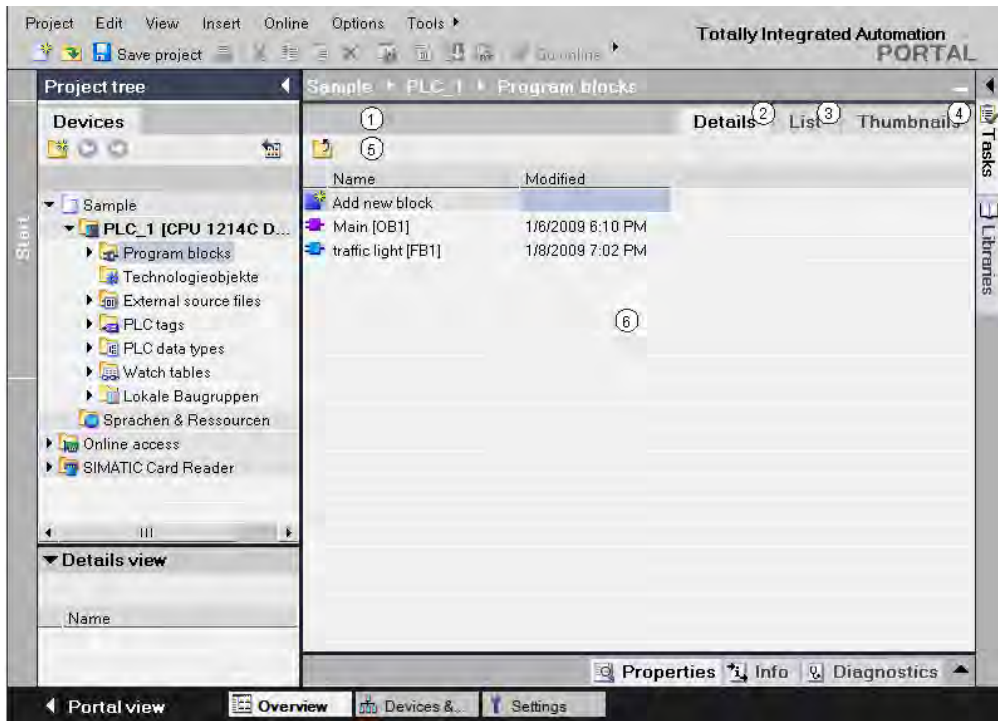 Project Edit View Insert Online Options Tools
Totally Integrated Automation
PORTAL
Save project
Go online
Project tree
Sample PLC_1 Program blocks
Devices
1
Details 2 List 3 Thumbnails 4
5
Name Modified
Add new block
Main [OB1] 1/6/2009 6:10 PM
traffic light [FB1] 1/8/2009 7:02 PM
6
Sample
PLC_1 [CPU 1214C D...
Program blocks
Technologieobjekte
External source files
PLC tags
PLC data types
Watch tables
Lokale Baugruppen
Sprachen & Ressourcen
Online access
SIMATIC Card Reader
Details view
Name
Start
Tasks
Libraries
Properties Info Diagnostics
Portal view Overview Devices &... Settings